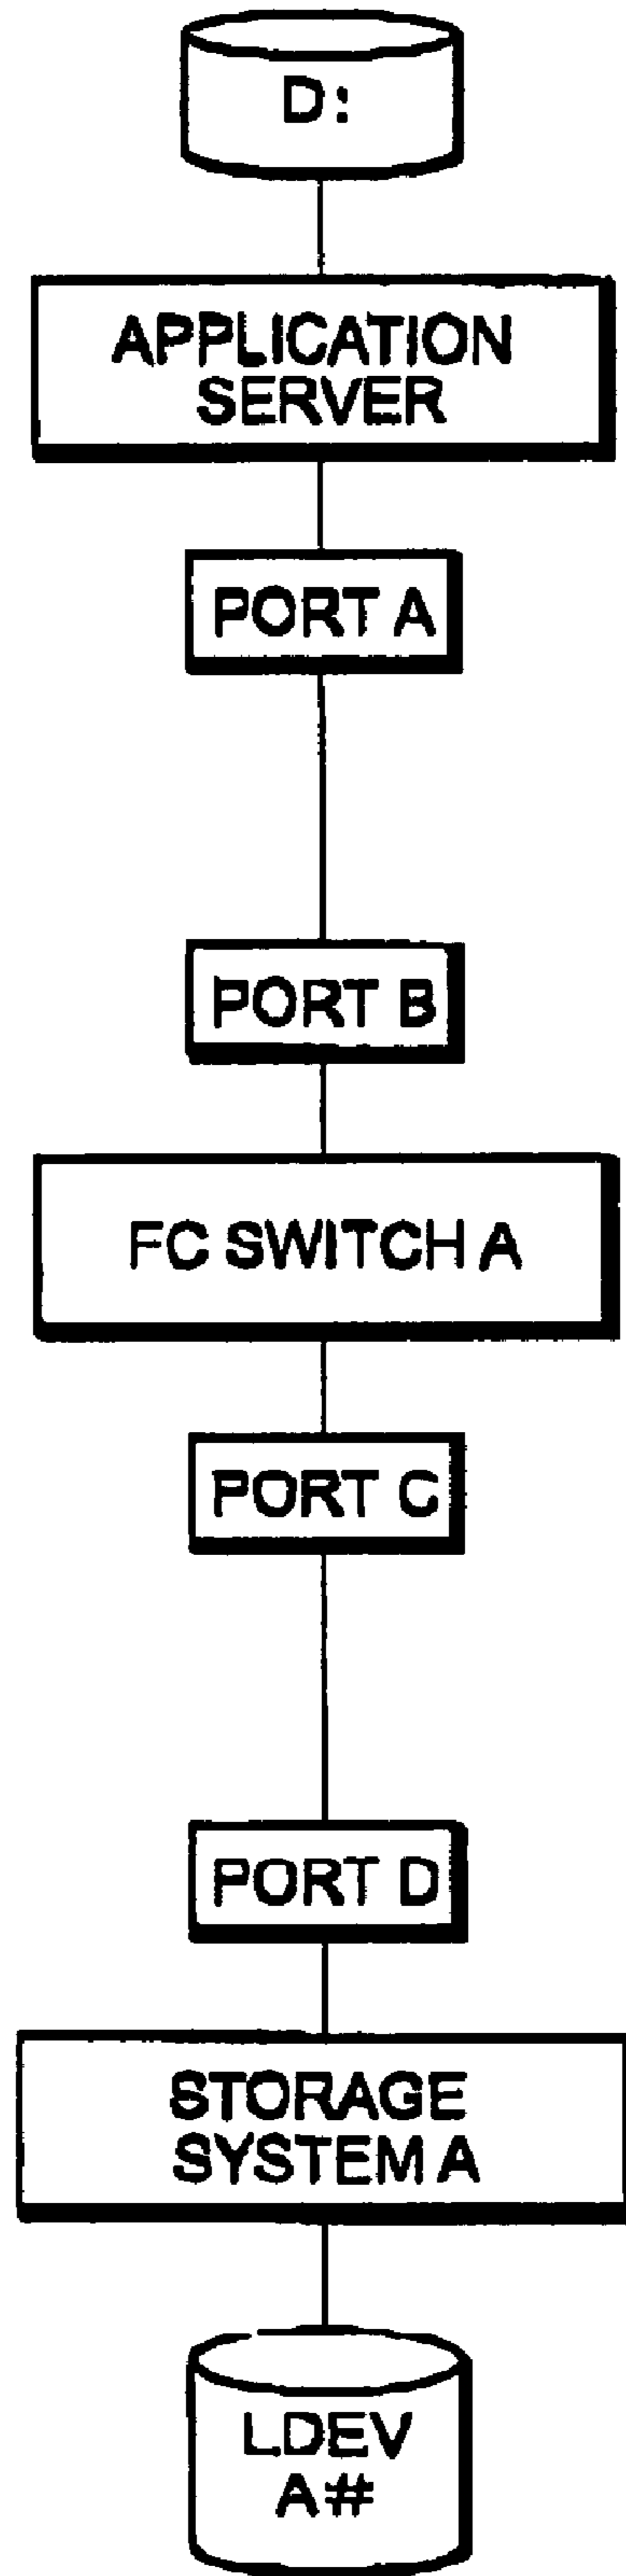 D:
APPLICATION
SERVER
PORT A
PORT B
FC SWITCH A
PORT C
PORT D
STORAGE
SYSTEM A
LDEV
A#